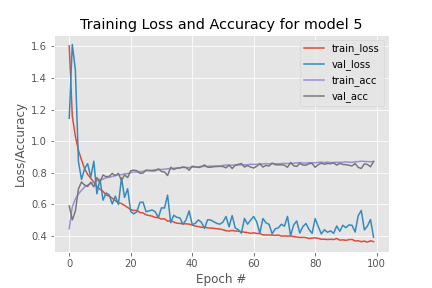 Training Loss and Accuracy for model 5
train_loss
val_loss
train_acc
val_acc
1.6
1.4
1.2
1.0
0.8
0.6
0.4
Loss/Accuracy
0 20 40 60 80 100
Epoch #